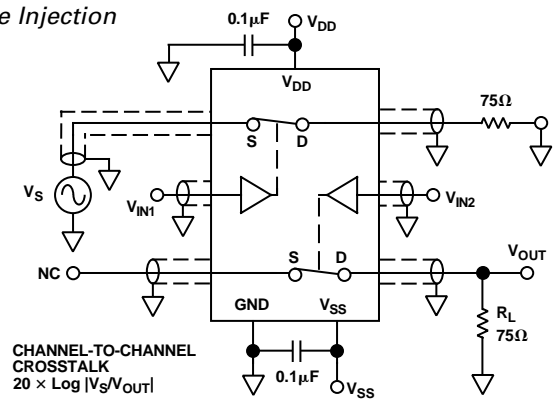 e Injection
0.1μF
VDD
VDD
75Ω
S D
VS
VIN1
VIN2
NC
S D
VOUT
GND
VSS
RL
75Ω
CHANNEL-TO-CHANNEL
CROSSTALK
20 × Log |VS/VOUT|
0.1μF
VSS